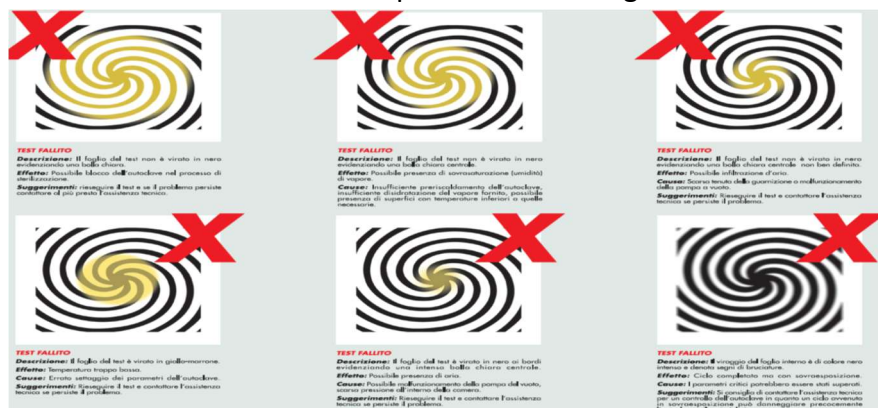 TEST FALLITO
Descrizione: Il foglio del test non è virato in nero
evidenziando una bolla chiara.
Effetto: Possibile blocco dell'autoclave nel processo di
sterilizzazione.
Suggerimenti: rieseguire il test e se il problema persiste
contattare al più presto l'assistenza tecnica.
TEST FALLITO
Descrizione: Il foglio del test non è virato in nero
evidenziando una bolla chiara centrale.
Effetto: Possibile presenza di sovrasaturazione (umidità)
di vapore.
Cause: Insufficiente preriscaldamento dell'autoclave,
insufficiente disidratazione del vapore fornito, possibile
presenza di superfici con temperature inferiori a quelle
necessarie.
TEST FALLITO
Descrizione: Il foglio del test non è virato in nero
evidenziando una bolla chiara centrale non ben definita.
Effetto: Possibile infiltrazione d'aria.
Cause: Scarsa tenuta della guarnizione o malfunzionamento
della pompa a vuoto.
Suggerimenti: Rieseguire il test e contattare l'assistenza
tecnica se persiste il problema.
TEST FALLITO
Descrizione: Il foglio del test è virato in giallo-marrone.
Effetto: Temperatura troppo bassa.
Cause: Errato settaggio dei parametri dell'autoclave.
Suggerimenti: Rieseguire il test e contattare l'assistenza
tecnica se persiste il problema.
TEST FALLITO
Descrizione: Il foglio del test è virato in nero ai bordi
evidenziando una intensa bolla chiara centrale.
Effetto: Possibile presenza di aria.
Cause: Possibile malfunzionamento della pompa del vuoto,
scarsa pressione all'interno della camera.
Suggerimenti: Rieseguire il test e contattare l'assistenza
tecnica se persiste il problema.
TEST FALLITO
Descrizione: Il viraggio del foglio interno è di colore nero
intenso e denota segni di bruciature.
Effetto: Ciclo completato ma con sovraesposizione.
Cause: I parametri critici potrebbero essere stati superati.
Suggerimenti: Si consiglia di contattare l'assistenza tecnica
per un controllo dell'autoclave in quanto un ciclo avvenuto
in sovraesposizione può danneggiare precocemente